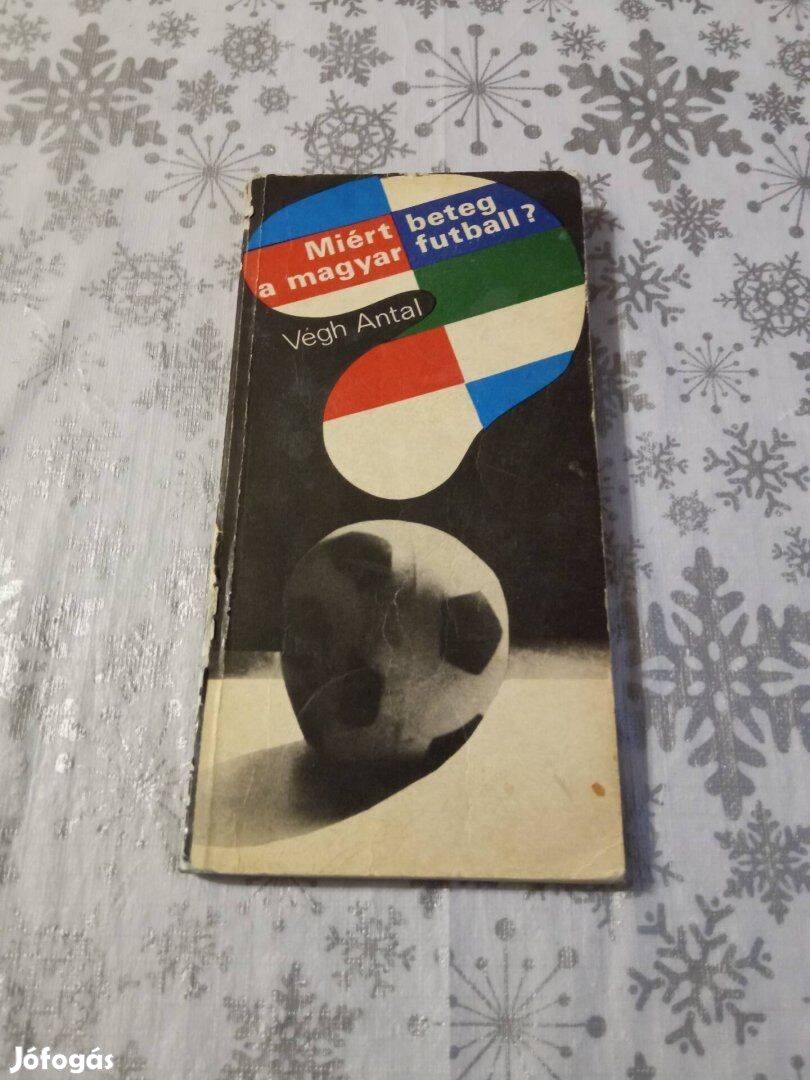 Miért beteg
a magyar futball?
Végh Antal
Jófogás